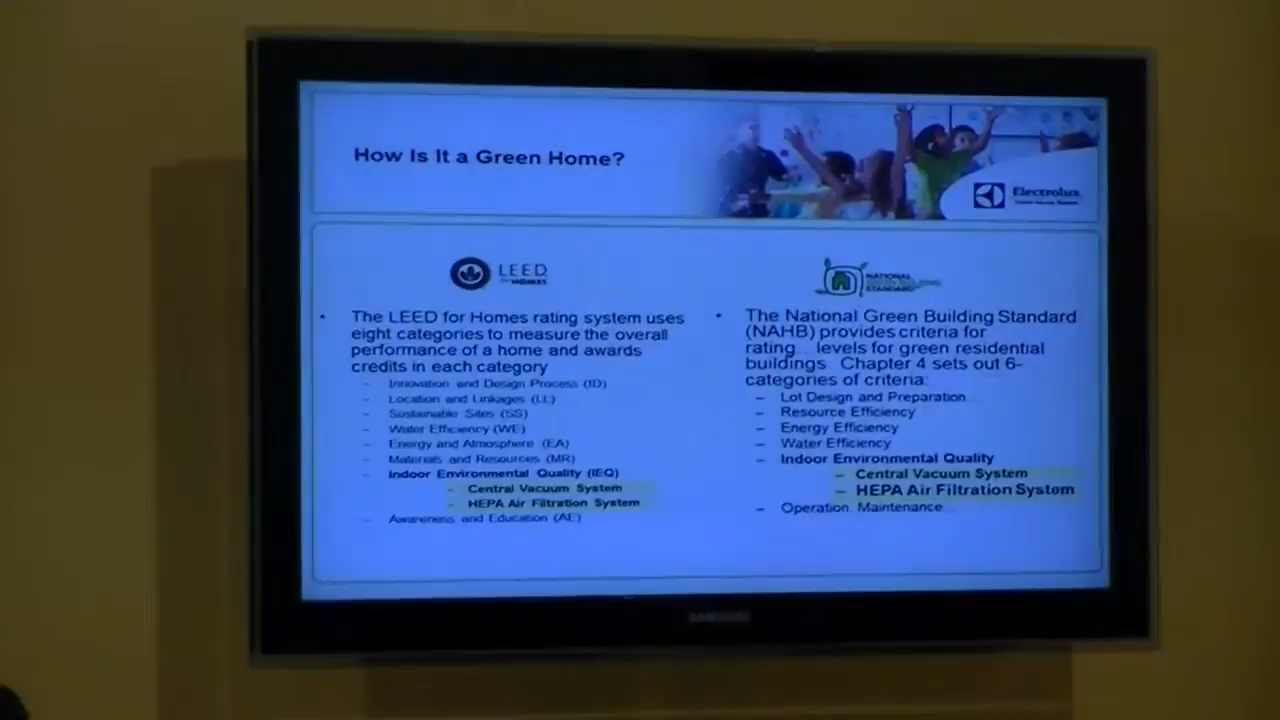 How Is It a Green Home?
Electrolux
LEED
FOR HOMES
• The LEED for Homes rating system uses
eight categories to measure the overall
performance of a home and awards
credits in each category
– Innovation and Design Process (ID)
– Location and Linkages (LL)
– Sustainable Sites (SS)
– Water Efficiency (WE)
– Energy and Atmosphere (EA)
– Materials and Resources (MR)
– Indoor Environmental Quality (IEQ)
– Central Vacuum System
– HEPA Air Filtration System
– Awareness and Education (AE)
NATIONAL
STANDARD
• The National Green Building Standard
(NAHB) provides criteria for
rating... levels for green residential
buildings. Chapter 4 sets out 6-
categories of criteria:
– Lot Design and Preparation...
– Resource Efficiency
– Energy Efficiency
– Water Efficiency
– Indoor Environmental Quality
– Central Vacuum System
– HEPA Air Filtration System
– Operation, Maintenance...
SAMSUNG